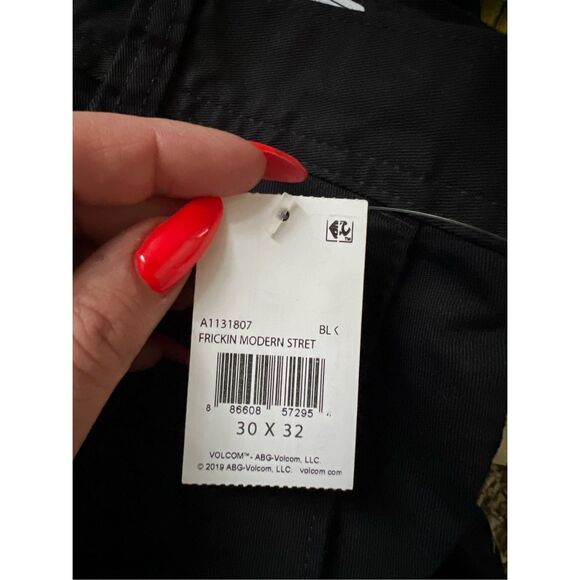 A1131807 BLK
FRICKIN MODERN STRET
8 86608 57295
30 X 32
VOLCOM™- ABG-Volcom, LLC.
© 2019 ABG-Volcom, LLC. volcom com